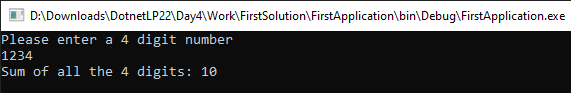 D:\Downloads\DotnetLP22\Day4\Work\FirstSolution\FirstApplication\bin\Debug\FirstApplication.exe
Please enter a 4 digit number
1234
Sum of all the 4 digits: 10